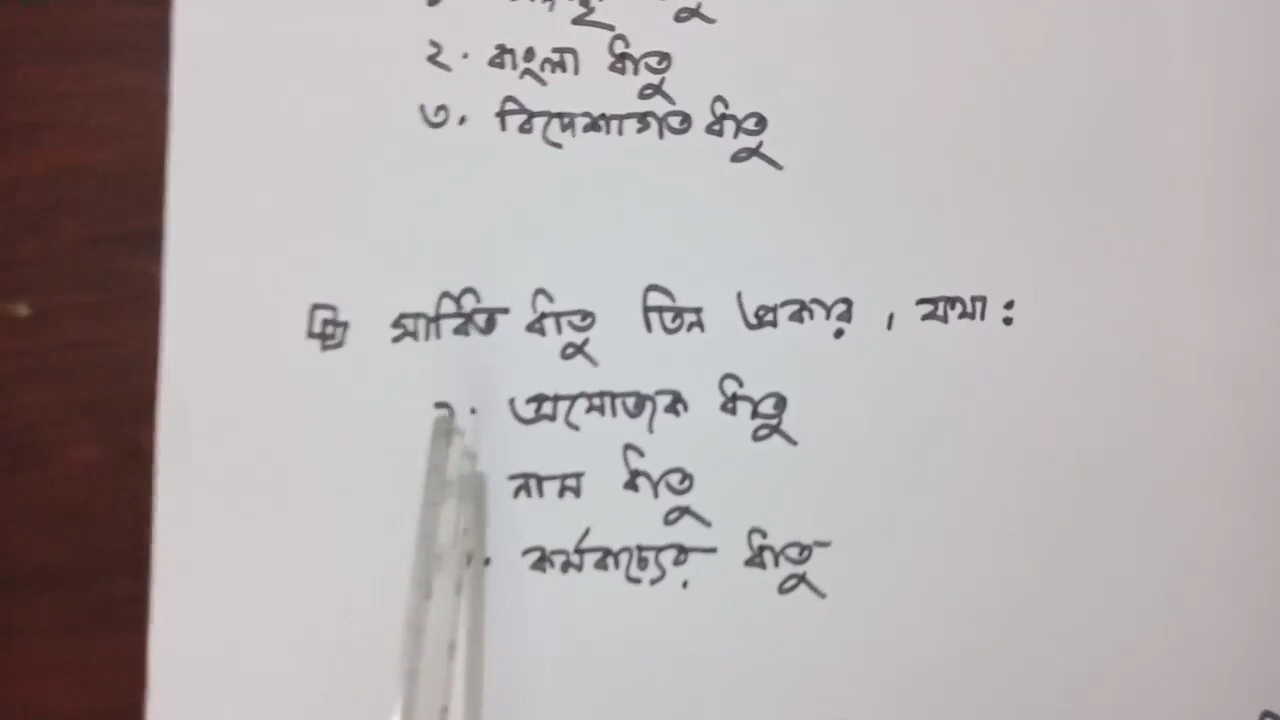 ২. বাংলা ধাতু
৩. বিদেশাগত ধাতু
সাধিত ধাতু তিন প্রকার, যথা:
প্রযোজক ধাতু
নাম ধাতু
কর্মবাচ্যের ধাতু